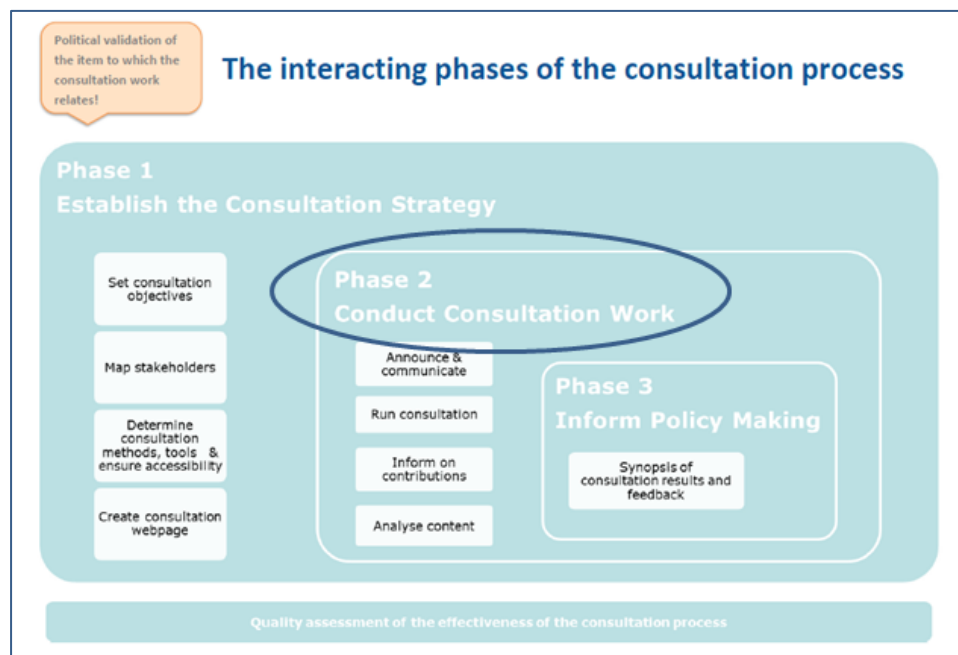 Political validation of
the item to which the
consultation work
relates!
The interacting phases of the consultation process
Phase 1
Establish the Consultation Strategy
Set consultation
objectives
Map stakeholders
Determine
consultation
methods, tools &
ensure accessibility
Create consultation
webpage
Phase 2
Conduct Consultation Work
Announce &
communicate
Run consultation
Inform on
contributions
Analyse content
Phase 3
Inform Policy Making
Synopsis of
consultation results and
feedback
Quality assessment of the effectiveness of the consultation process